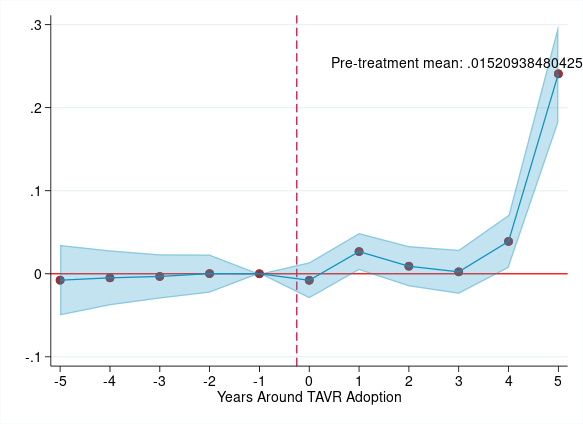 .3
Pre-treatment mean: .01520938480425
.2
.1
0
-.1
-5 -4 -3 -2 -1 0 1 2 3 4 5
Years Around TAVR Adoption